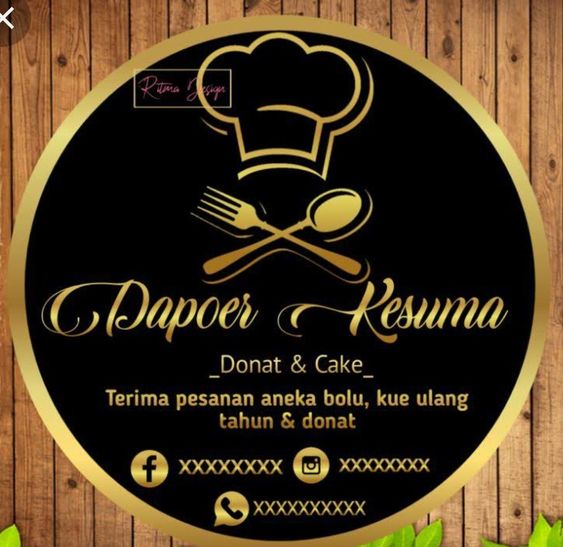 Ritma Design
Dapoer Kesuma
_Donat & Cake_
Terima pesanan aneka bolu, kue ulang
tahun & donat
XXXXXXXX XXXXXXXX
XXXXXXXXXX